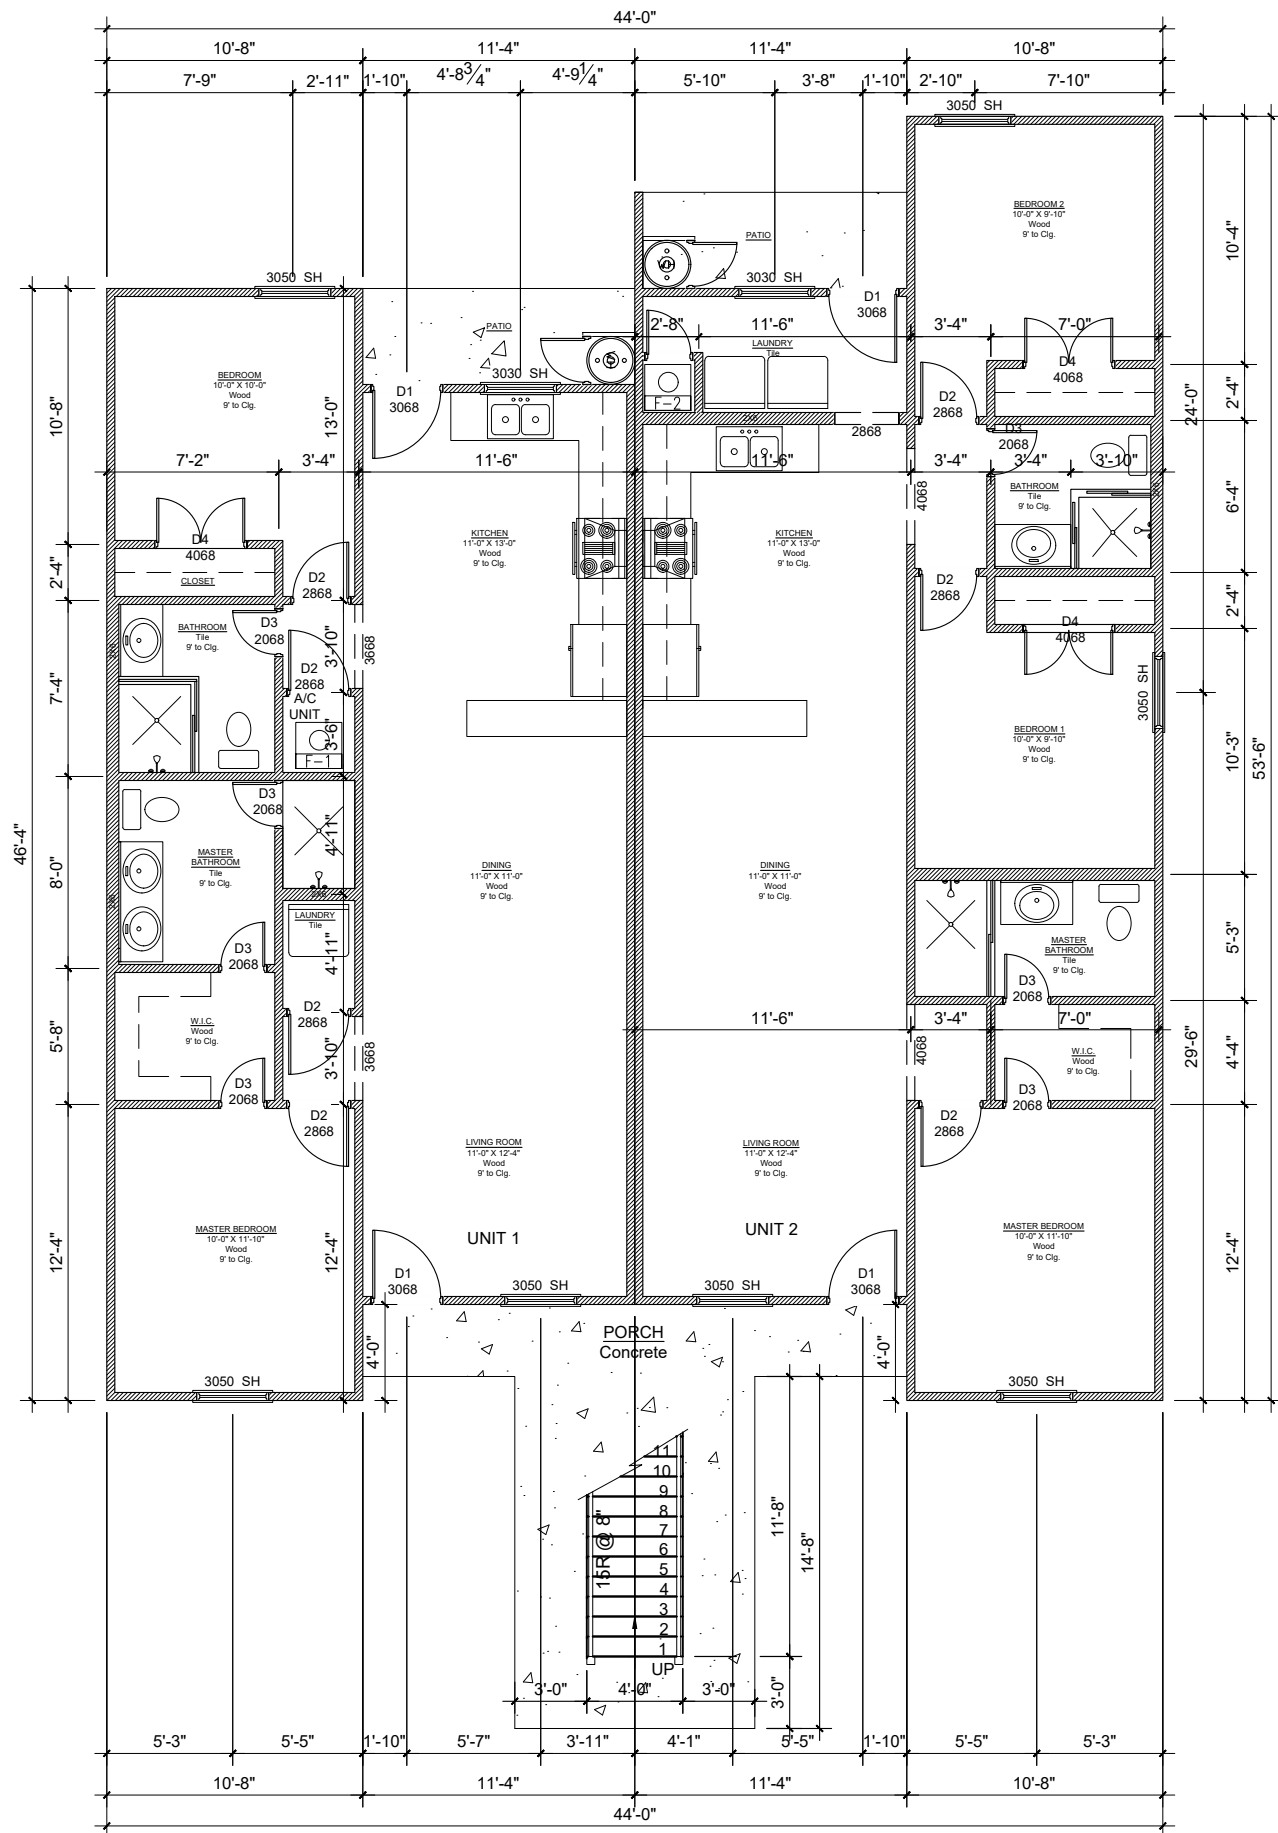 44'-0"
10'-8" 11'-4" 11'-4" 10'-8"
7'-9" 2'-11" 1'-10" 4'-8 3/4" 4'-9 1/4" 5'-10" 3'-8" 1'-10" 2'-10" 7'-10"
3050 SH
BEDROOM 2
10'-0" X 9'-10"
Wood
9' to Clg.
10'-4"
PATIO
3050 SH
3030 SH
D1
3068
2'-8" 11'-6" 3'-4" 7'-0"
PATIO
LAUNDRY
Tile
3030 SH
D4
4068
BEDROOM
10'-0" X 10'-0"
Wood
9' to Clg.
D1
3068
F-2
D2
2868
2'-4"
24'-0"
13'-0"
10'-8"
2X6
2868
D3
2068
7'-2" 3'-4" 11'-6" 11'-6" 3'-4" 3'-4" 3'-10"
4068
BATHROOM
Tile
9' to Clg.
2X6
6'-4"
KITCHEN
11'-0" X 13'-0"
Wood
9' to Clg.
KITCHEN
11'-0" X 13'-0"
Wood
9' to Clg.
D4
4068
CLOSET
2'-4"
D2
2868
D2
2868
2'-4"
BATHROOM
Tile
9' to Clg.
D3
2068
3'-10"
3668
D4
4068
2X6
7'-4"
D2
2868
A/C
UNIT
3'-6"
F-1
3050 SH
BEDROOM 1
10'-0" X 9'-10"
Wood
9' to Clg.
10'-3"
53'-6"
D3
2068
4'-11"
46'-4"
8'-0"
MASTER
BATHROOM
Tile
9' to Clg.
2X6
DINING
11'-0" X 11'-0"
Wood
9' to Clg.
DINING
11'-0" X 11'-0"
Wood
9' to Clg.
2X6
LAUNDRY
Tile
4'-11"
D3
2068
MASTER
BATHROOM
Tile
9' to Clg.
5'-3"
D3
2068
D2
2868
11'-6" 3'-4" 7'-0"
W.I.C.
Wood
9' to Clg.
5'-8"
3'-10"
3668
4068
W.I.C.
Wood
9' to Clg.
4'-4"
29'-6"
D3
2068
D2
2868
D3
2068
D2
2868
LIVING ROOM
11'-0" X 12'-4"
Wood
9' to Clg.
LIVING ROOM
11'-0" X 12'-4"
Wood
9' to Clg.
MASTER BEDROOM
10'-0" X 11'-10"
Wood
9' to Clg.
MASTER BEDROOM
10'-0" X 11'-10"
Wood
9' to Clg.
UNIT 1
UNIT 2
12'-4"
12'-4"
12'-4"
D1
3068
3050 SH
3050 SH
D1
3068
4'-0"
PORCH
Concrete
4'-0"
3050 SH
3050 SH
11
10
9
8
7
6
5
4
3
2
1
UP
15R @ 8"
11'-8"
14'-8"
3'-0" 4'-0" 3'-0"
3'-0"
5'-3" 5'-5" 1'-10" 5'-7" 3'-11" 4'-1" 5'-5" 1'-10" 5'-5" 5'-3"
10'-8" 11'-4" 11'-4" 10'-8"
44'-0"